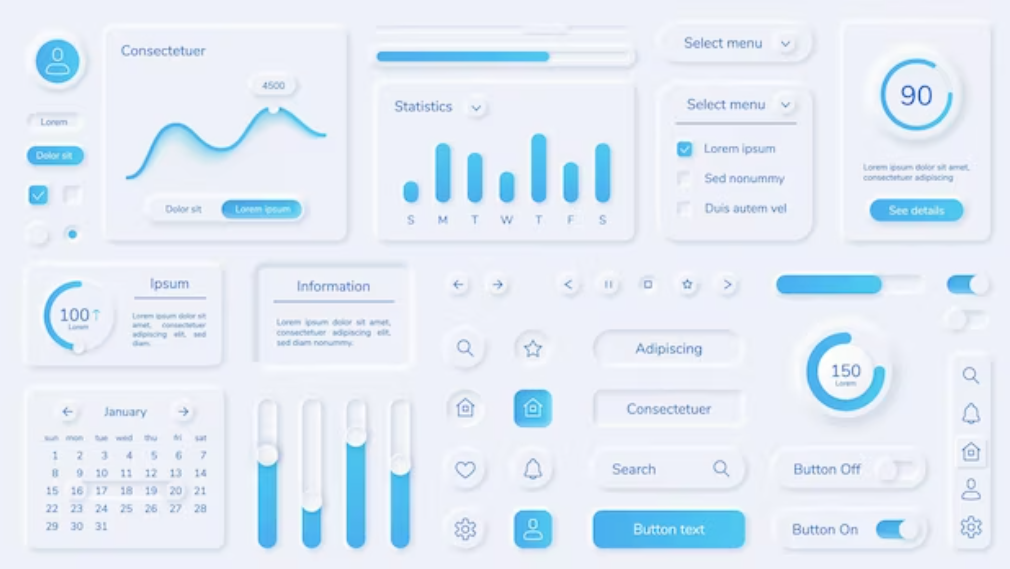 Consectetuer
4500
Lorem
Dolor sit
Dolor sit
Lorem ipsum
Statistics
S M T W T F S
Select menu
Select menu
Lorem ipsum
Sed nonummy
Duis autem vel
90
Lorem ipsum dolor sit amet,
consectetuer adipiscing
See details
100
Lorem
Ipsum
Lorem ipsum dolor sit
amet, consectetuer
adipiscing elit, sed
diam.
Information
Lorem ipsum dolor sit amet,
consectetuer adipiscing elit,
sed diam nonummy.
January
sun mon tue wed thu fri sat
1 2 3 4 5 6 7
8 9 10 11 12 13 14
15 16 17 18 19 20 21
22 23 24 25 26 27 28
29 30 31
Adipiscing
Consectetuer
Search
Button text
150
Lorem
Button Off
Button On